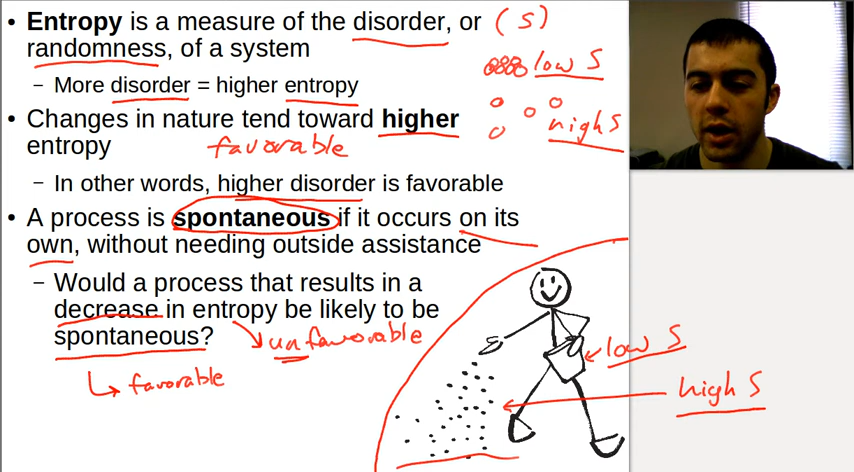 • Entropy is a measure of the disorder, or (S)
randomness, of a system
– More disorder = higher entropy
low S
high S
• Changes in nature tend toward higher
entropy
favorable
– In other words, higher disorder is favorable
• A process is spontaneous if it occurs on its
own, without needing outside assistance
– Would a process that results in a
decrease in entropy be likely to be
spontaneous?
unfavorable
favorable
low S
high S